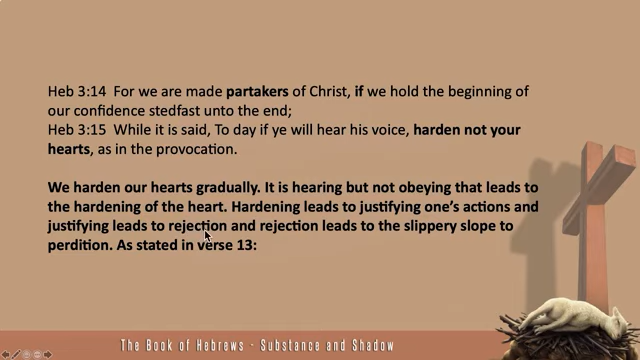 Heb 3:14  For we are made partakers of Christ, if we hold the beginning of
our confidence stedfast unto the end;
Heb 3:15  While it is said, To day if ye will hear his voice, harden not your
hearts, as in the provocation.
We harden our hearts gradually. It is hearing but not obeying that leads to
the hardening of the heart. Hardening leads to justifying one’s actions and
justifying leads to rejection and rejection leads to the slippery slope to
perdition. As stated in verse 13:
The Book of Hebrews - Substance and Shadow